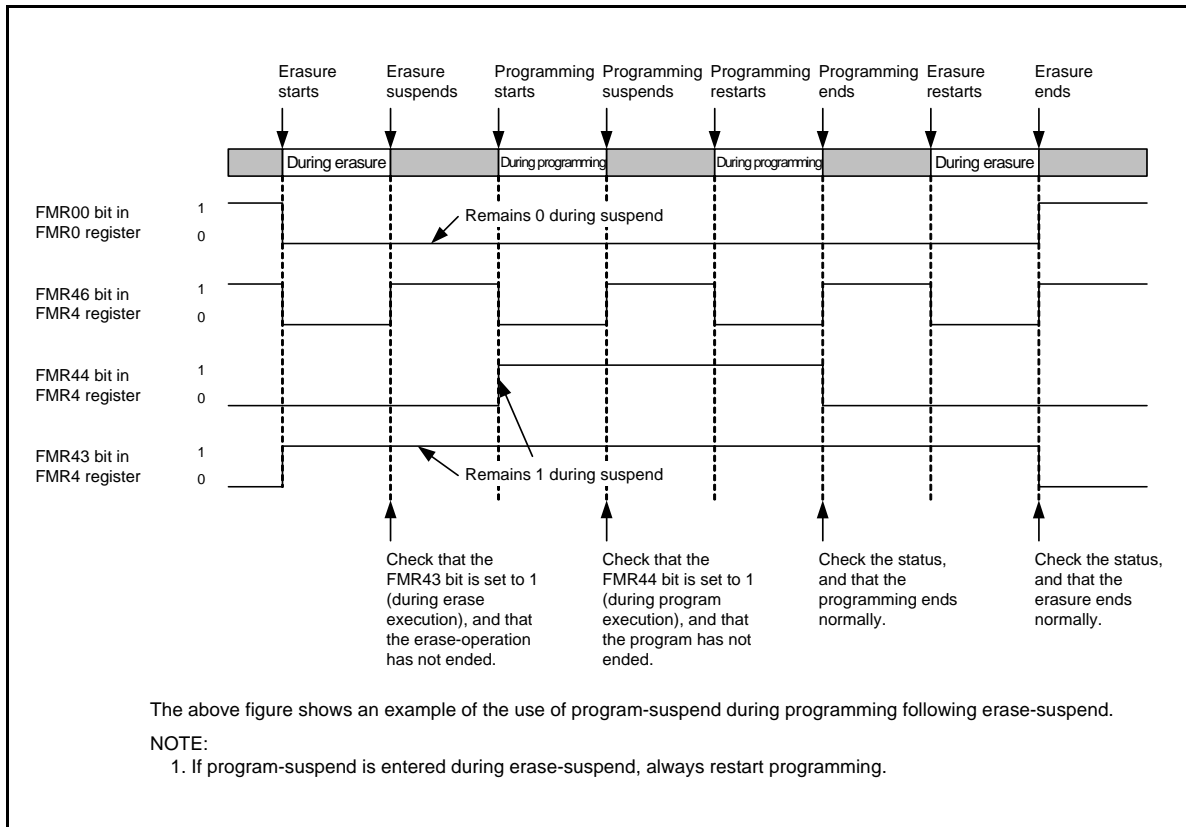 Erasure starts
Erasure suspends
Programming starts
Programming suspends
Programming restarts
Programming ends
Erasure restarts
Erasure ends
During erasure
During programming
During programming
During erasure
FMR00 bit in
FMR0 register
1
0
Remains 0 during suspend
FMR46 bit in
FMR4 register
1
0
FMR44 bit in
FMR4 register
1
0
FMR43 bit in
FMR4 register
1
0
Remains 1 during suspend
Check that the
FMR43 bit is set to 1
(during erase
execution), and that
the erase-operation
has not ended.
Check that the
FMR44 bit is set to 1
(during program
execution), and that
the program has not
ended.
Check the status,
and that the
programming ends
normally.
Check the status,
and that the
erasure ends
normally.
The above figure shows an example of the use of program-suspend during programming following erase-suspend.
NOTE:
1. If program-suspend is entered during erase-suspend, always restart programming.